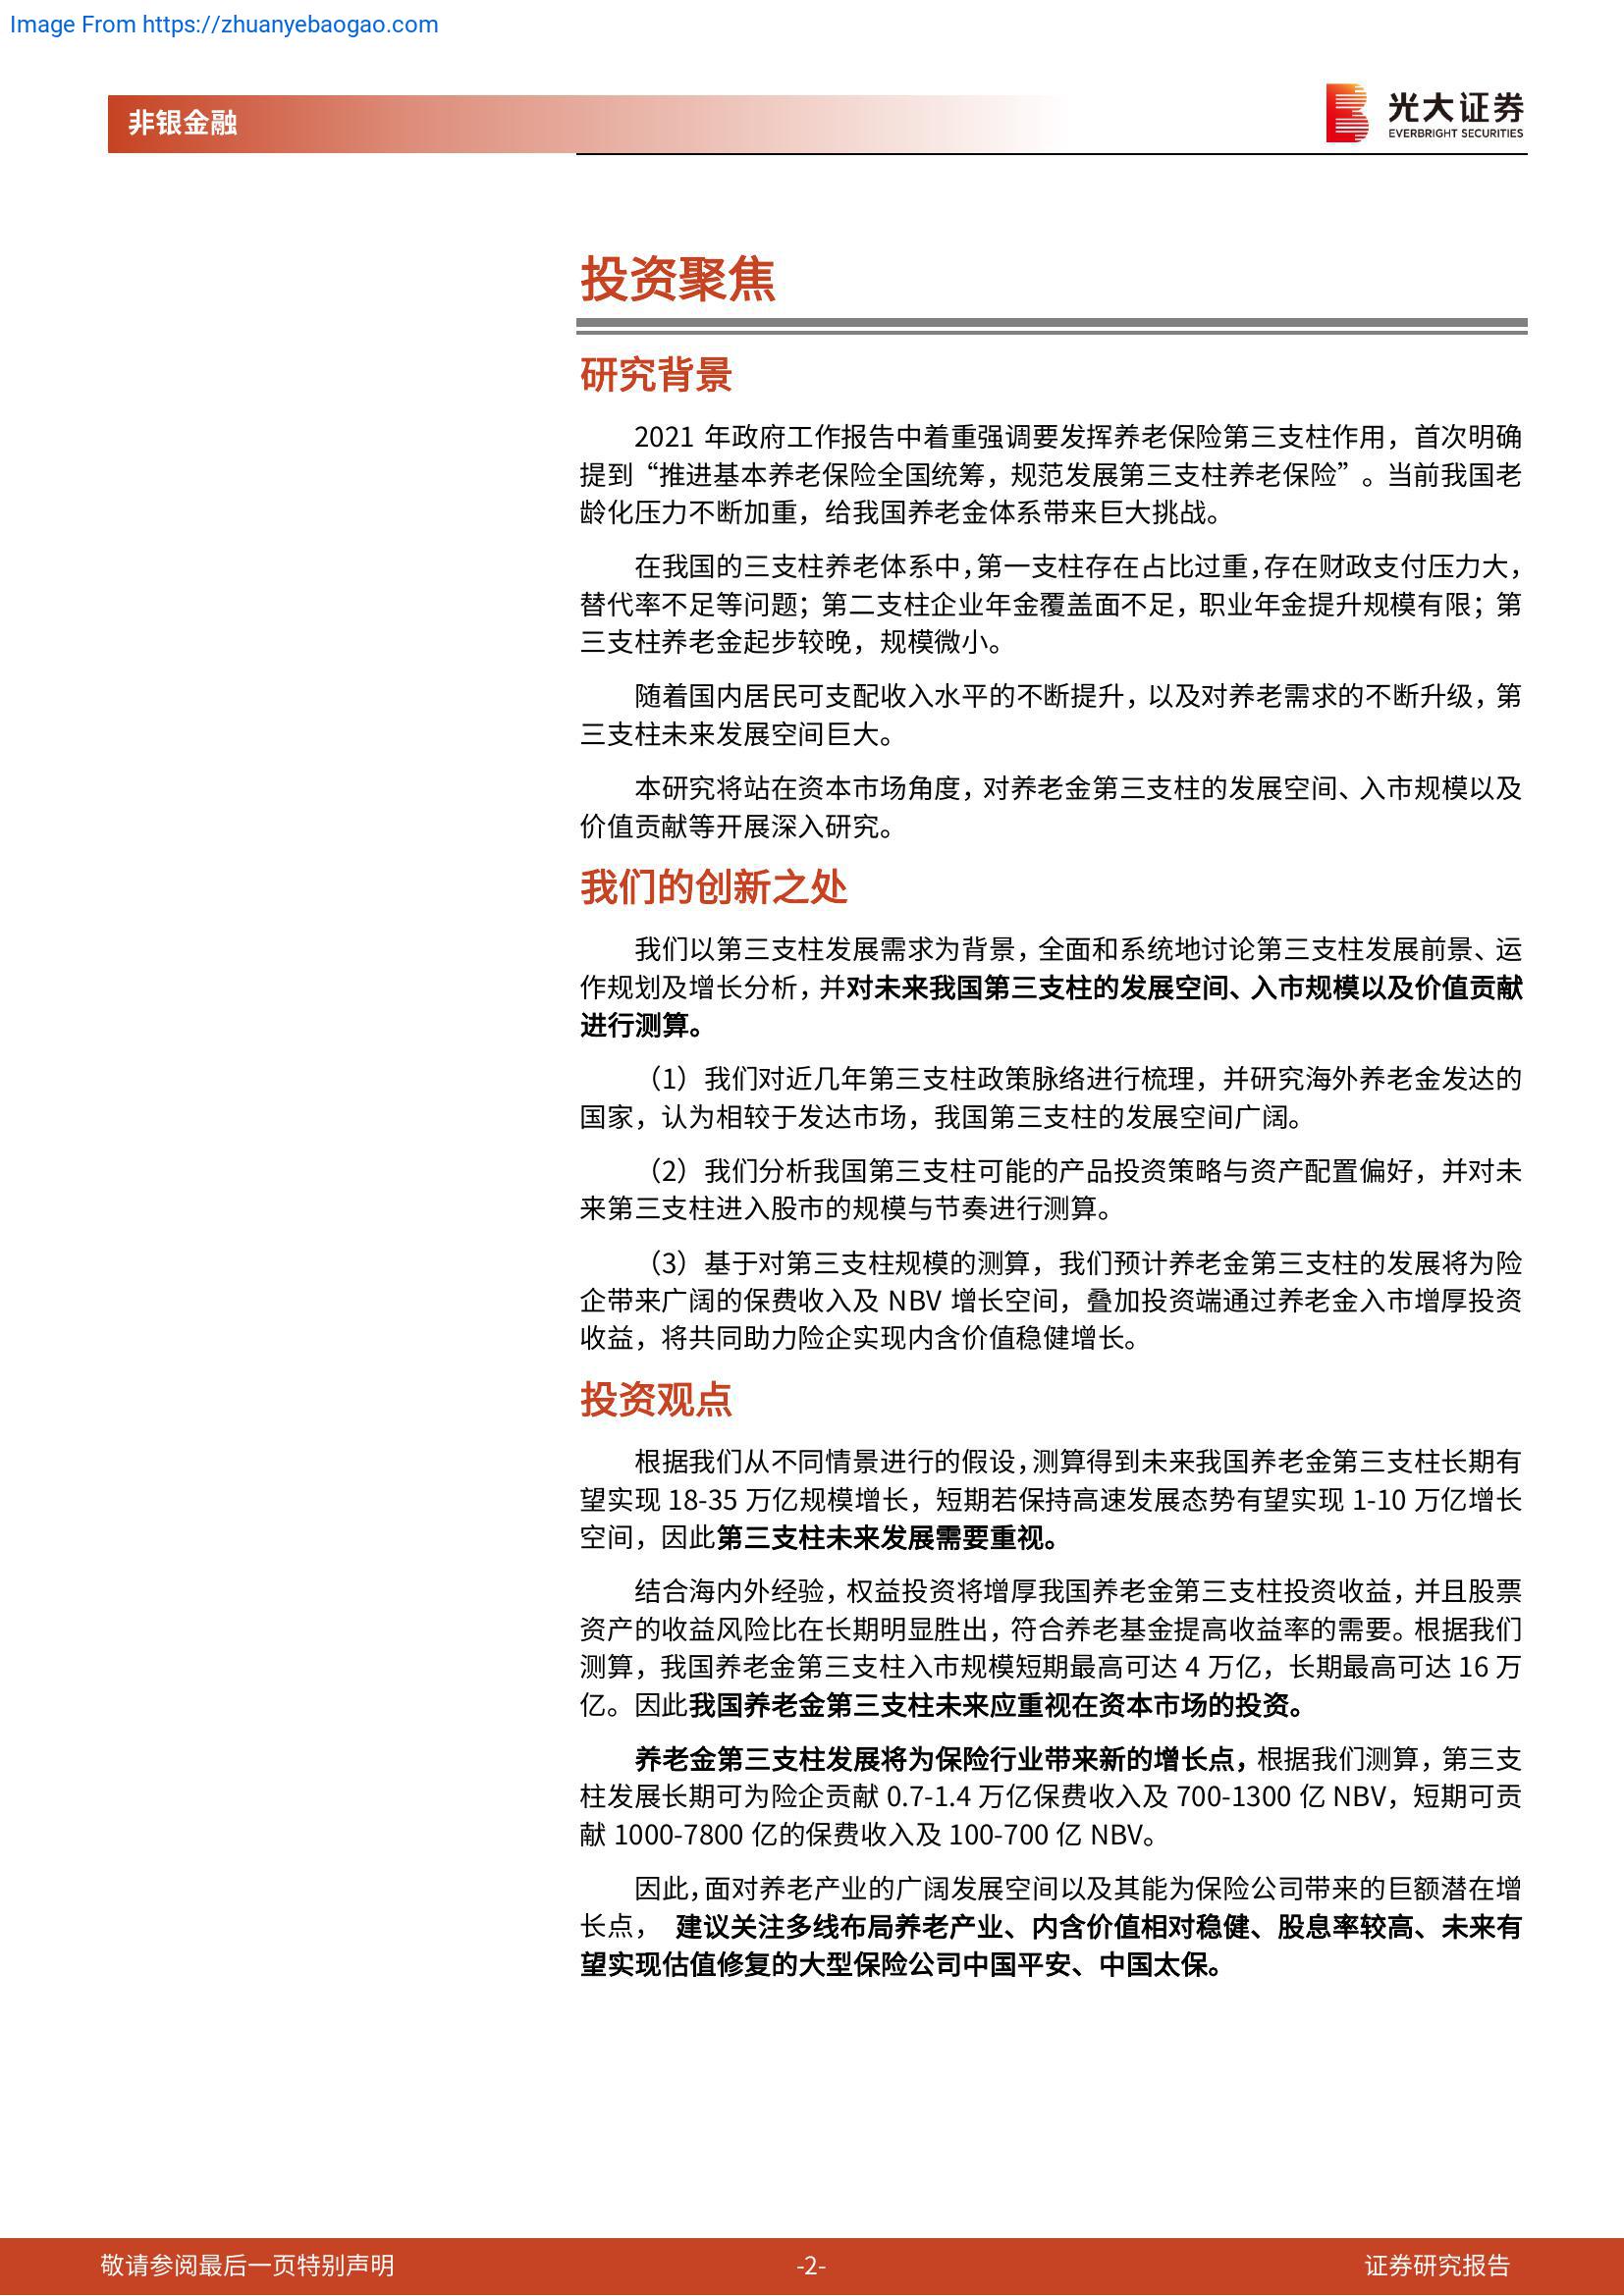 Image From https://zhuanyebaogao.com
非银金融
光大证券
EVERBRIGHT SECURITIES
投资聚焦
研究背景
2021 年政府工作报告中着重强调要发挥养老保险第三支柱作用，首次明确
提到“推进基本养老保险全国统筹，规范发展第三支柱养老保险”。当前我国老
龄化压力不断加重，给我国养老金体系带来巨大挑战。
在我国的三支柱养老体系中，第一支柱存在占比过重，存在财政支付压力大，
替代率不足等问题；第二支柱企业年金覆盖面不足，职业年金提升规模有限；第
三支柱养老金起步较晚，规模微小。
随着国内居民可支配收入水平的不断提升，以及对养老需求的不断升级，第
三支柱未来发展空间巨大。
本研究将站在资本市场角度，对养老金第三支柱的发展空间、入市规模以及
价值贡献等开展深入研究。
我们的创新之处
我们以第三支柱发展需求为背景，全面和系统地讨论第三支柱发展前景、运
作规划及增长分析，并对未来我国第三支柱的发展空间、入市规模以及价值贡献
进行测算。
（1）我们对近几年第三支柱政策脉络进行梳理，并研究海外养老金发达的
国家，认为相较于发达市场，我国第三支柱的发展空间广阔。
（2）我们分析我国第三支柱可能的产品投资策略与资产配置偏好，并对未
来第三支柱进入股市的规模与节奏进行测算。
（3）基于对第三支柱规模的测算，我们预计养老金第三支柱的发展将为险
企带来广阔的保费收入及 NBV 增长空间，叠加投资端通过养老金入市增厚投资
收益，将共同助力险企实现内含价值稳健增长。
投资观点
根据我们从不同情景进行的假设，测算得到未来我国养老金第三支柱长期有
望实现 18-35 万亿规模增长，短期若保持高速发展态势有望实现 1-10 万亿增长
空间，因此第三支柱未来发展需要重视。
结合海内外经验，权益投资将增厚我国养老金第三支柱投资收益，并且股票
资产的收益风险比在长期明显胜出，符合养老基金提高收益率的需要。根据我们
测算，我国养老金第三支柱入市规模短期最高可达 4 万亿，长期最高可达 16 万
亿。因此我国养老金第三支柱未来应重视在资本市场的投资。
养老金第三支柱发展将为保险行业带来新的增长点，根据我们测算，第三支
柱发展长期可为险企贡献 0.7-1.4 万亿保费收入及 700-1300 亿 NBV，短期可贡
献 1000-7800 亿的保费收入及 100-700 亿 NBV。
因此，面对养老产业的广阔发展空间以及其能为保险公司带来的巨额潜在增
长点， 建议关注多线布局养老产业、内含价值相对稳健、股息率较高、未来有
望实现估值修复的大型保险公司中国平安、中国太保。
敬请参阅最后一页特别声明
-2-
证券研究报告